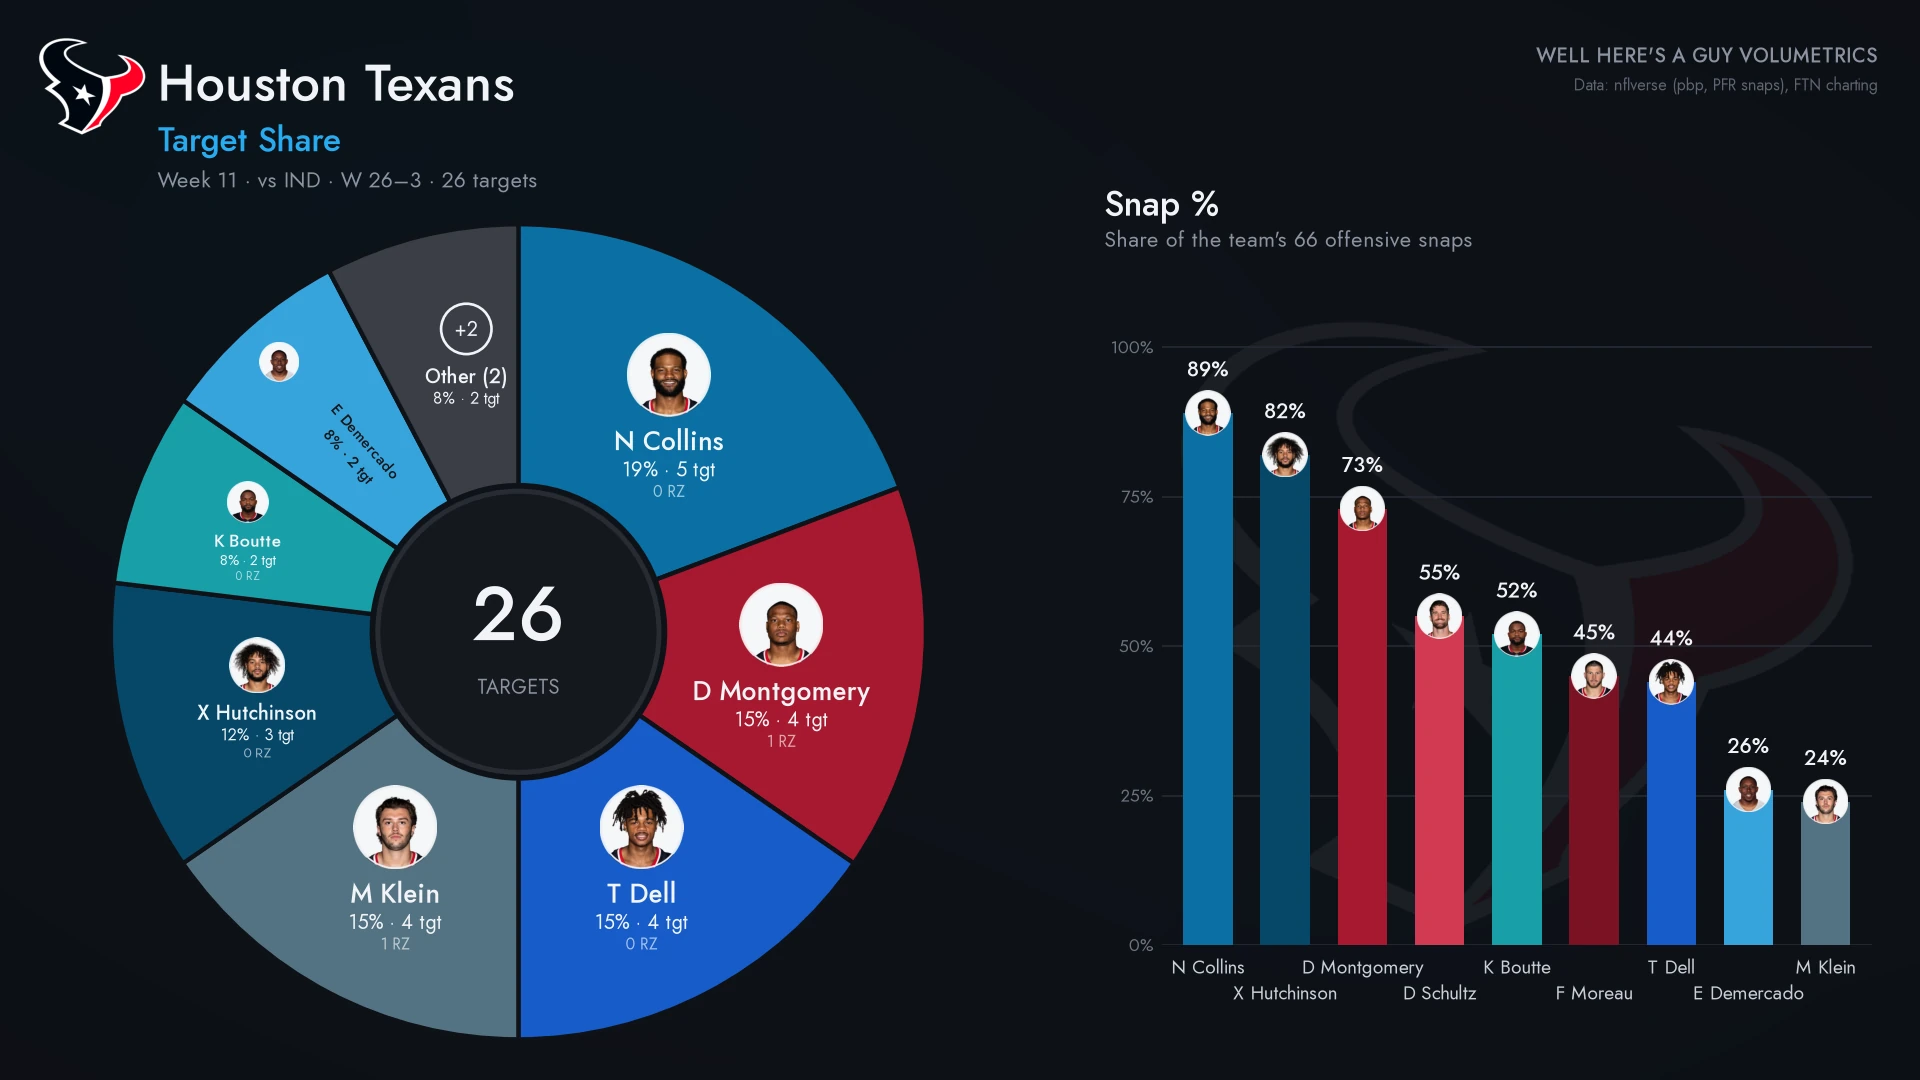 Houston Texans
Target Share
Week 11 · vs IND · W 26–3 · 26 targets
WELL HERE'S A GUY VOLUMETRICS
Data: nflverse (pbp, PFR snaps), FTN charting
N Collins
19% · 5 tgt
0 RZ
D Montgomery
15% · 4 tgt
1 RZ
T Dell
15% · 4 tgt
0 RZ
M Klein
15% · 4 tgt
1 RZ
X Hutchinson
12% · 3 tgt
0 RZ
K Boutte
8% · 2 tgt
0 RZ
E Demercado
8% · 2 tgt
+2
Other (2)
8% · 2 tgt
26
TARGETS
Snap %
Share of the team's 66 offensive snaps
100%
75%
50%
25%
0%
89%
82%
73%
55%
52%
45%
44%
26%
24%
N Collins
X Hutchinson
D Montgomery
D Schultz
K Boutte
F Moreau
T Dell
E Demercado
M Klein